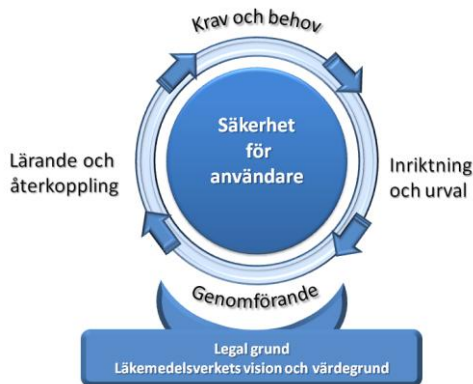 Krav och behov
Säkerhet
för
användare
Lärande och
återkoppling
Inriktning
och urval
Genomförande
Legal grund
Läkemedelsverkets vision och värdegrund